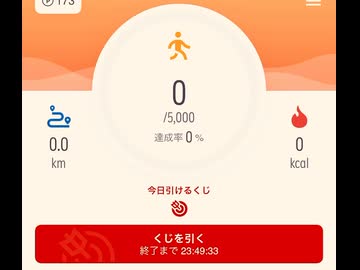 173
0
/5,000
達成率 0 %
0.0
km
0
kcal
今日引けるくじ
くじを引く
終了まで 23:49:33